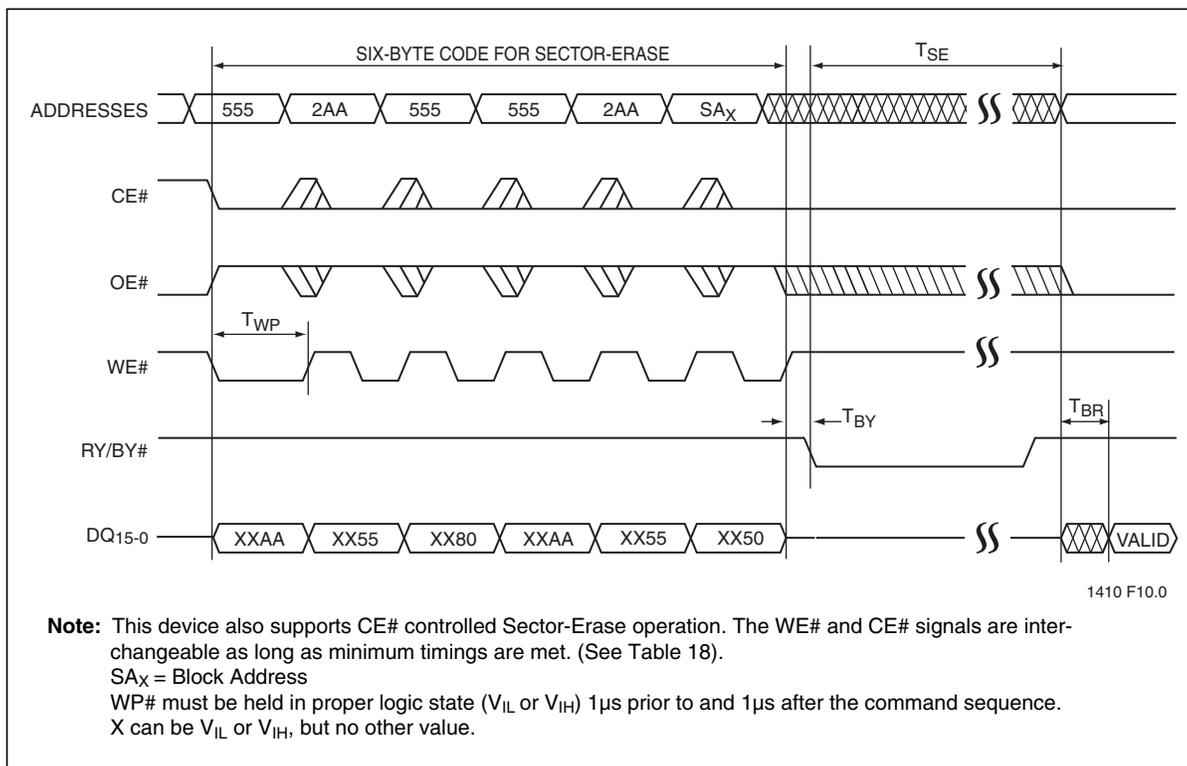 SIX-BYTE CODE FOR SECTOR-ERASE
TSE
ADDRESSES 555 2AA 555 555 2AA SAX
CE#
OE#
TWP
WE#
TBY TBR
RY/BY#
DQ15-0 XXAA XX55 XX80 XXAA XX55 XX50 VALID
1410 F10.0
Note: This device also supports CE# controlled Sector-Erase operation. The WE# and CE# signals are inter-
changeable as long as minimum timings are met. (See Table 18).
SAX = Block Address
WP# must be held in proper logic state (VIL or VIH) 1µs prior to and 1µs after the command sequence.
X can be VIL or VIH, but no other value.